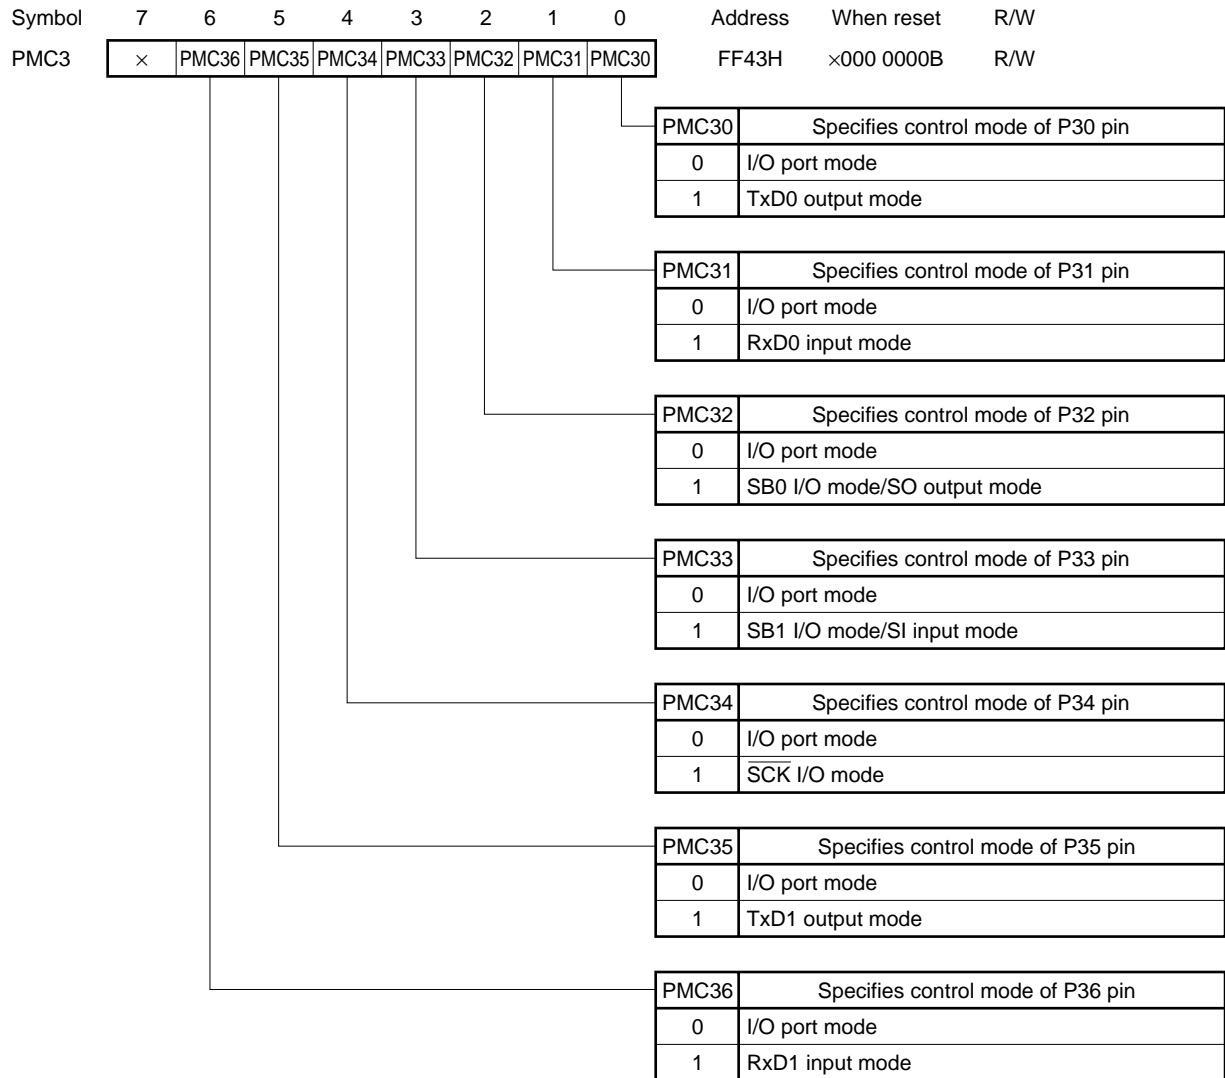 Symbol 7 6 5 4 3 2 1 0 Address When reset R/W
PMC3 × PMC36 PMC35 PMC34 PMC33 PMC32 PMC31 PMC30 FF43H ×000 0000B R/W
PMC30 Specifies control mode of P30 pin
0 I/O port mode
1 TxD0 output mode
PMC31 Specifies control mode of P31 pin
0 I/O port mode
1 RxD0 input mode
PMC32 Specifies control mode of P32 pin
0 I/O port mode
1 SB0 I/O mode/SO output mode
PMC33 Specifies control mode of P33 pin
0 I/O port mode
1 SB1 I/O mode/SI input mode
PMC34 Specifies control mode of P34 pin
0 I/O port mode
1 S̅C̅K̅ I/O mode
PMC35 Specifies control mode of P35 pin
0 I/O port mode
1 TxD1 output mode
PMC36 Specifies control mode of P36 pin
0 I/O port mode
1 RxD1 input mode